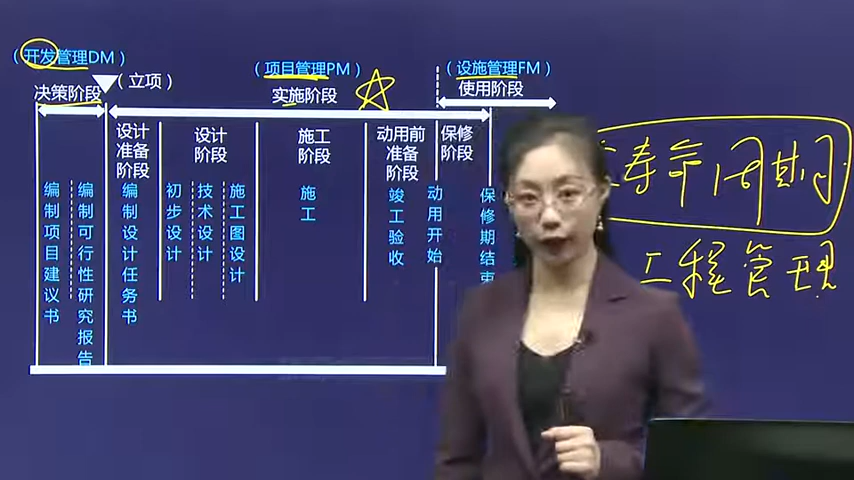 （开发管理DM）
（项目管理PM）
（设施管理FM）
决策阶段
（立项）
实施阶段
使用阶段
设计准备阶段
设计阶段
施工阶段
动用前准备阶段
保修阶段
编制项目建议书
编制可行性研究报告
编制设计任务书
初步设计
技术设计
施工图设计
施工
竣工验收
动用开始
保修期结束
寿命周期
工程管理